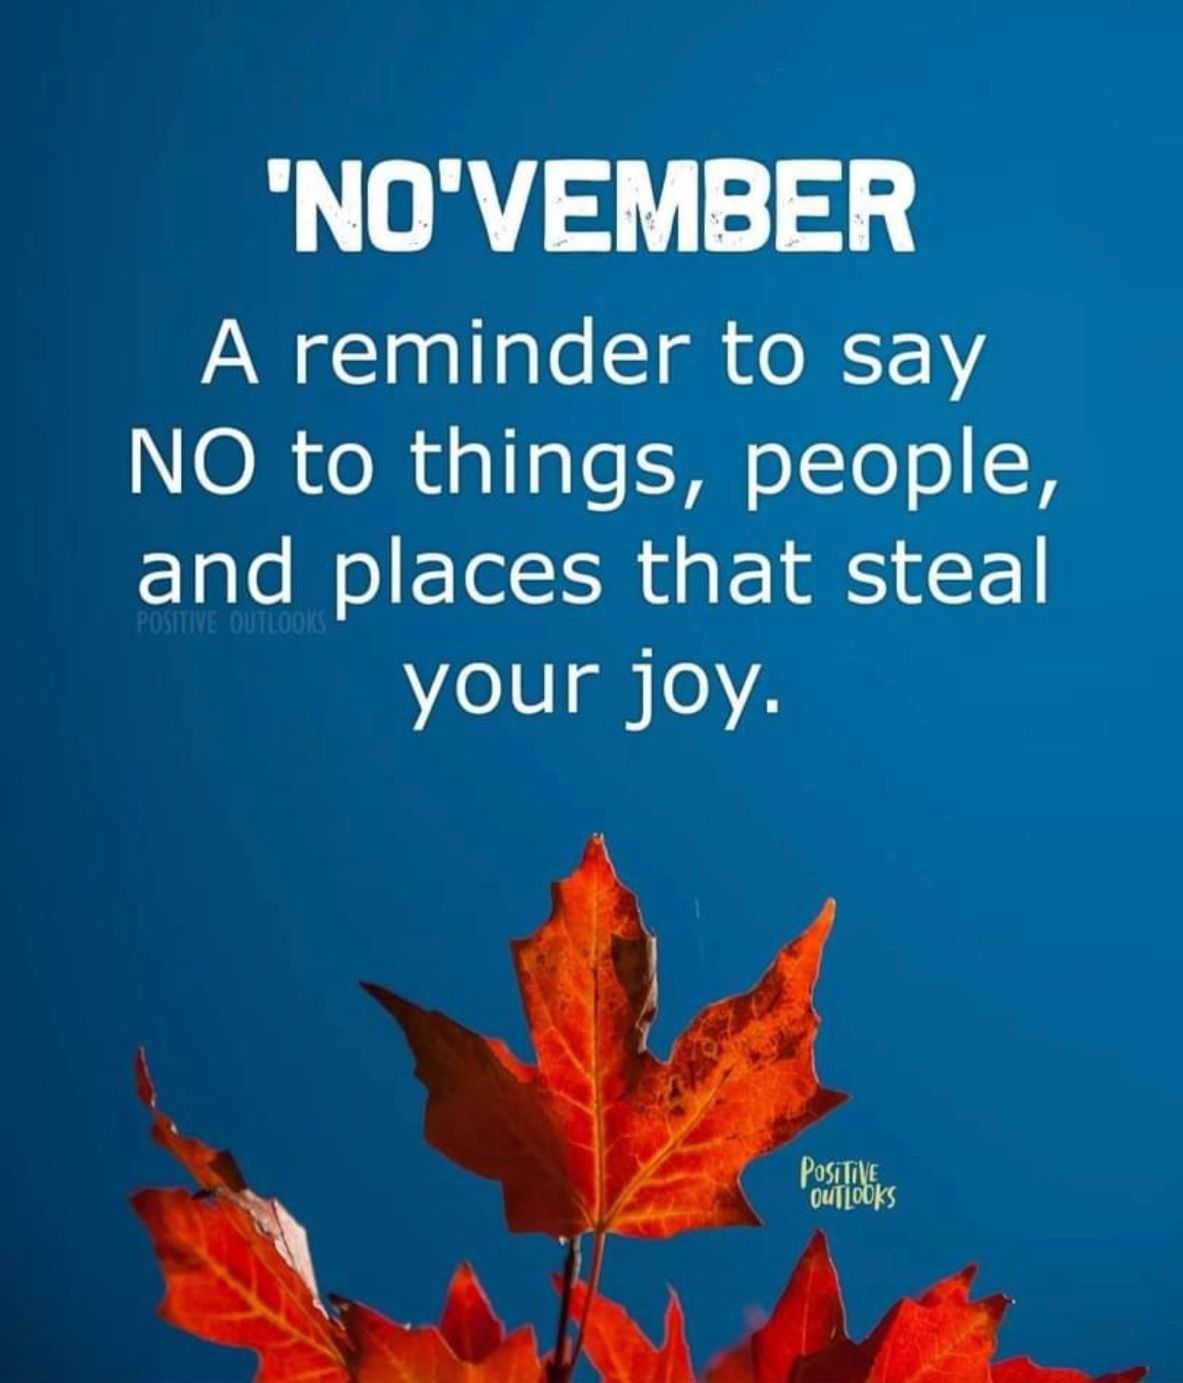 'NO'VEMBER
A reminder to say
NO to things, people,
and places that steal
POSITIVE OUTLOOKS
your joy.
POSITIVE
OUTLOOKS